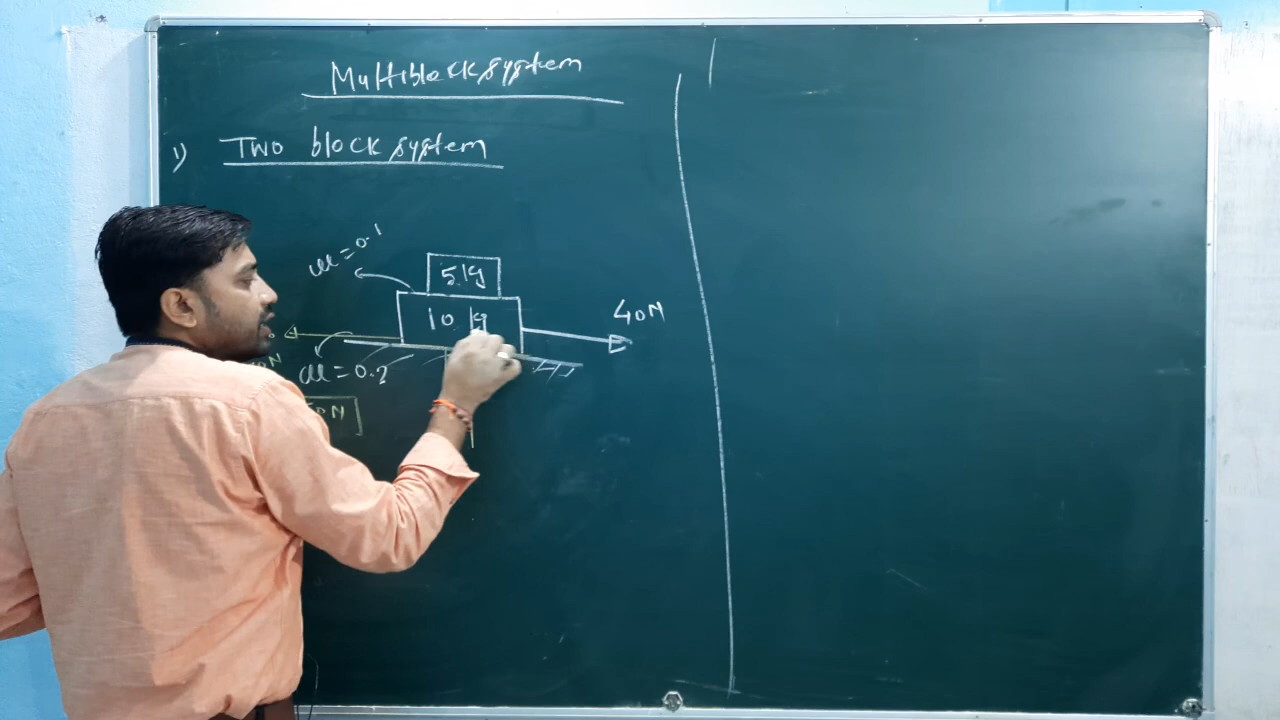 Multiblock system
1) Two block system
μ = 0.1
5 kg
10 kg
40N
μ = 0.2
N
N